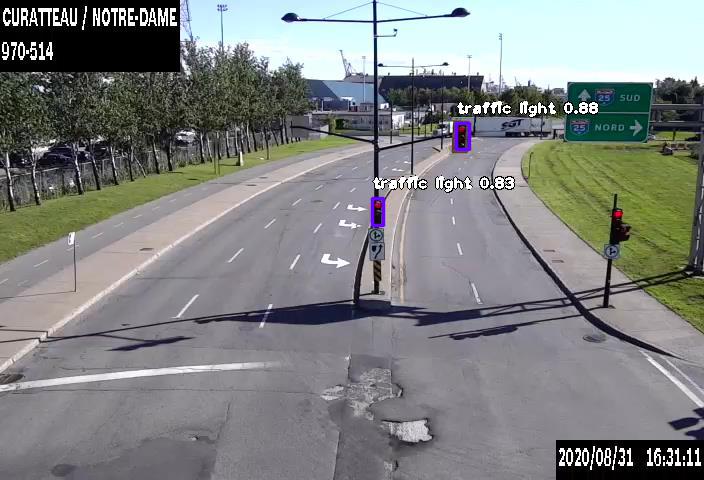 CURATTEAU / NOTRE-DAME
970-514
traffic light 0.88
25 SUD
25 NORD
traffic light 0.83
2020/08/31 16:31:11